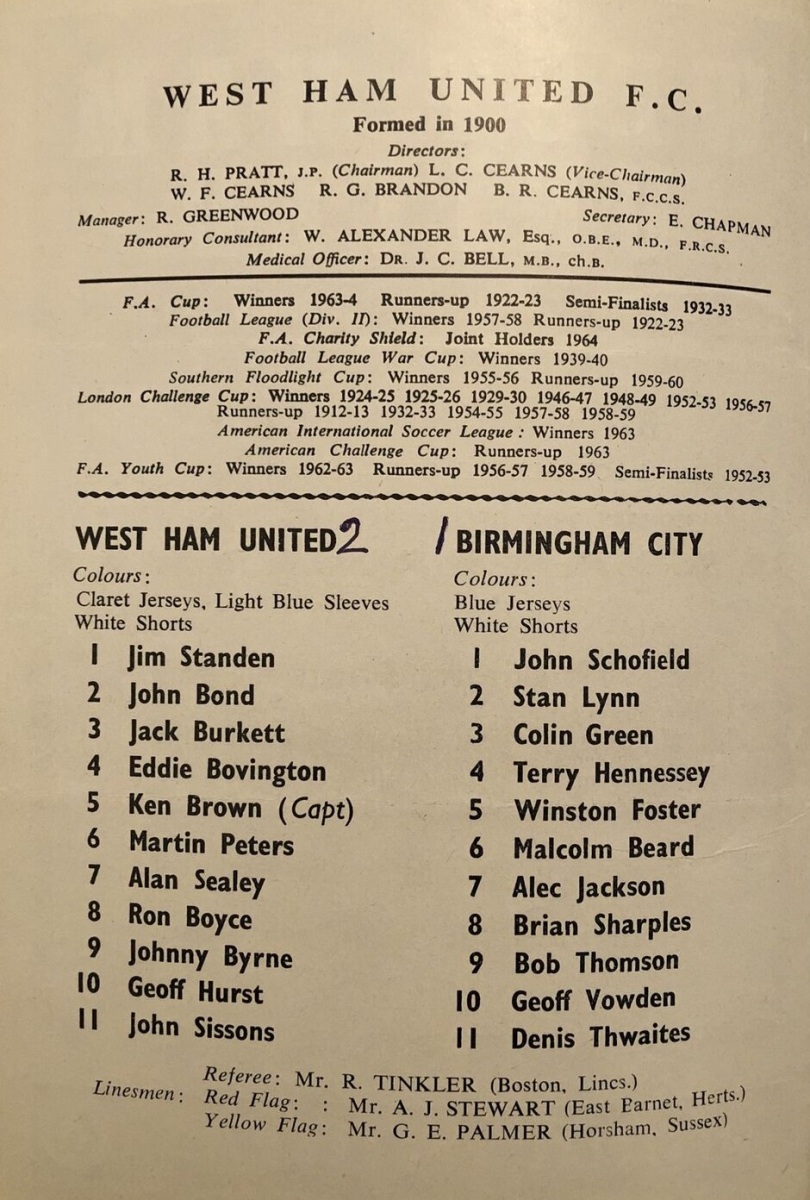 WEST HAM UNITED F.C.
Formed in 1900
Directors:
R. H. PRATT, J.P. (Chairman) L. C. CEARNS (Vice-Chairman)
W. F. CEARNS R. G. BRANDON B. R. CEARNS, F.C.C.S.
Manager: R. GREENWOOD Secretary: E. CHAPMAN
Honorary Consultant: W. ALEXANDER LAW, Esq., O.B.E., M.D., F.R.C.S.
Medical Officer: DR. J. C. BELL, M.B., ch.B.
F.A. Cup: Winners 1963-4 Runners-up 1922-23 Semi-Finalists 1932-33
Football League (Div. II): Winners 1957-58 Runners-up 1922-23
F.A. Charity Shield: Joint Holders 1964
Football League War Cup: Winners 1939-40
Southern Floodlight Cup: Winners 1955-56 Runners-up 1959-60
London Challenge Cup: Winners 1924-25 1925-26 1929-30 1946-47 1948-49 1952-53 1956-57
Runners-up 1912-13 1932-33 1954-55 1957-58 1958-59
American International Soccer League: Winners 1963
American Challenge Cup: Runners-up 1963
F.A. Youth Cup: Winners 1962-63 Runners-up 1956-57 1958-59 Semi-Finalists 1952-53
WEST HAM UNITED 2
Colours:
Claret Jerseys, Light Blue Sleeves
White Shorts
1 Jim Standen
2 John Bond
3 Jack Burkett
4 Eddie Bovington
5 Ken Brown (Capt)
6 Martin Peters
7 Alan Sealey
8 Ron Boyce
9 Johnny Byrne
10 Geoff Hurst
11 John Sissons
1 BIRMINGHAM CITY
Colours:
Blue Jerseys
White Shorts
1 John Schofield
2 Stan Lynn
3 Colin Green
4 Terry Hennessey
5 Winston Foster
6 Malcolm Beard
7 Alec Jackson
8 Brian Sharples
9 Bob Thomson
10 Geoff Vowden
11 Denis Thwaites
Referee: Mr. R. TINKLER (Boston, Lincs.)
Linesmen: Red Flag: : Mr. A. J. STEWART (East Earnet, Herts.)
Yellow Flag: Mr. G. E. PALMER (Horsham, Sussex)